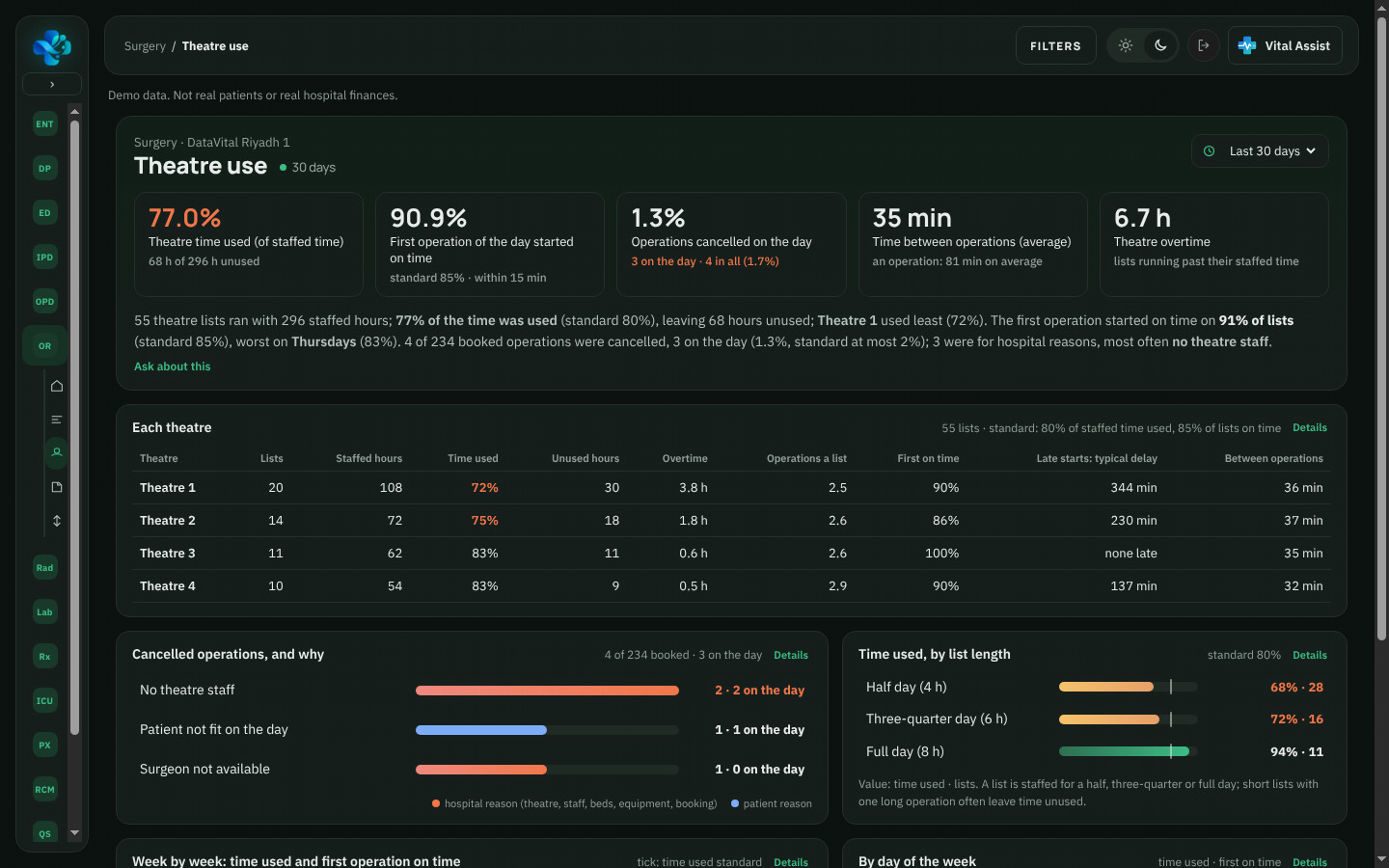 Surgery / Theatre use
FILTERS
Vital Assist
Demo data. Not real patients or real hospital finances.
ENT
DP
ED
IPD
OPD
OR
Rad
Lab
Rx
ICU
PX
RCM
QS
Surgery · DataVital Riyadh 1
Theatre use
30 days
Last 30 days
77.0%
Theatre time used (of staffed time)
68 h of 296 h unused
90.9%
First operation of the day started
on time
standard 85% · within 15 min
1.3%
Operations cancelled on the day
3 on the day · 4 in all (1.7%)
35 min
Time between operations (average)
an operation: 81 min on average
6.7 h
Theatre overtime
lists running past their staffed time
55 theatre lists ran with 296 staffed hours; 77% of the time was used (standard 80%), leaving 68 hours unused; Theatre 1 used least (72%). The first operation started on time on 91% of lists
(standard 85%), worst on Thursdays (83%). 4 of 234 booked operations were cancelled, 3 on the day (1.3%, standard at most 2%); 3 were for hospital reasons, most often no theatre staff.
Ask about this
Each theatre
55 lists · standard: 80% of staffed time used, 85% of lists on time Details
Theatre Lists Staffed hours Time used Unused hours Overtime Operations a list First on time Late starts: typical delay Between operations
Theatre 1 20 108 72% 30 3.8 h 2.5 90% 344 min 36 min
Theatre 2 14 72 75% 18 1.8 h 2.6 86% 230 min 37 min
Theatre 3 11 62 83% 11 0.6 h 2.6 100% none late 35 min
Theatre 4 10 54 83% 9 0.5 h 2.9 90% 137 min 32 min
Cancelled operations, and why
4 of 234 booked · 3 on the day Details
No theatre staff 2 · 2 on the day
Patient not fit on the day 1 · 1 on the day
Surgeon not available 1 · 0 on the day
hospital reason (theatre, staff, beds, equipment, booking) patient reason
Time used, by list length
standard 80% Details
Half day (4 h) 68% · 28
Three-quarter day (6 h) 72% · 16
Full day (8 h) 94% · 11
Value: time used · lists. A list is staffed for a half, three-quarter or full day; short lists with
one long operation often leave time unused.
Week by week: time used and first operation on time
tick: time used standard Details
By day of the week
time used · first on time Details